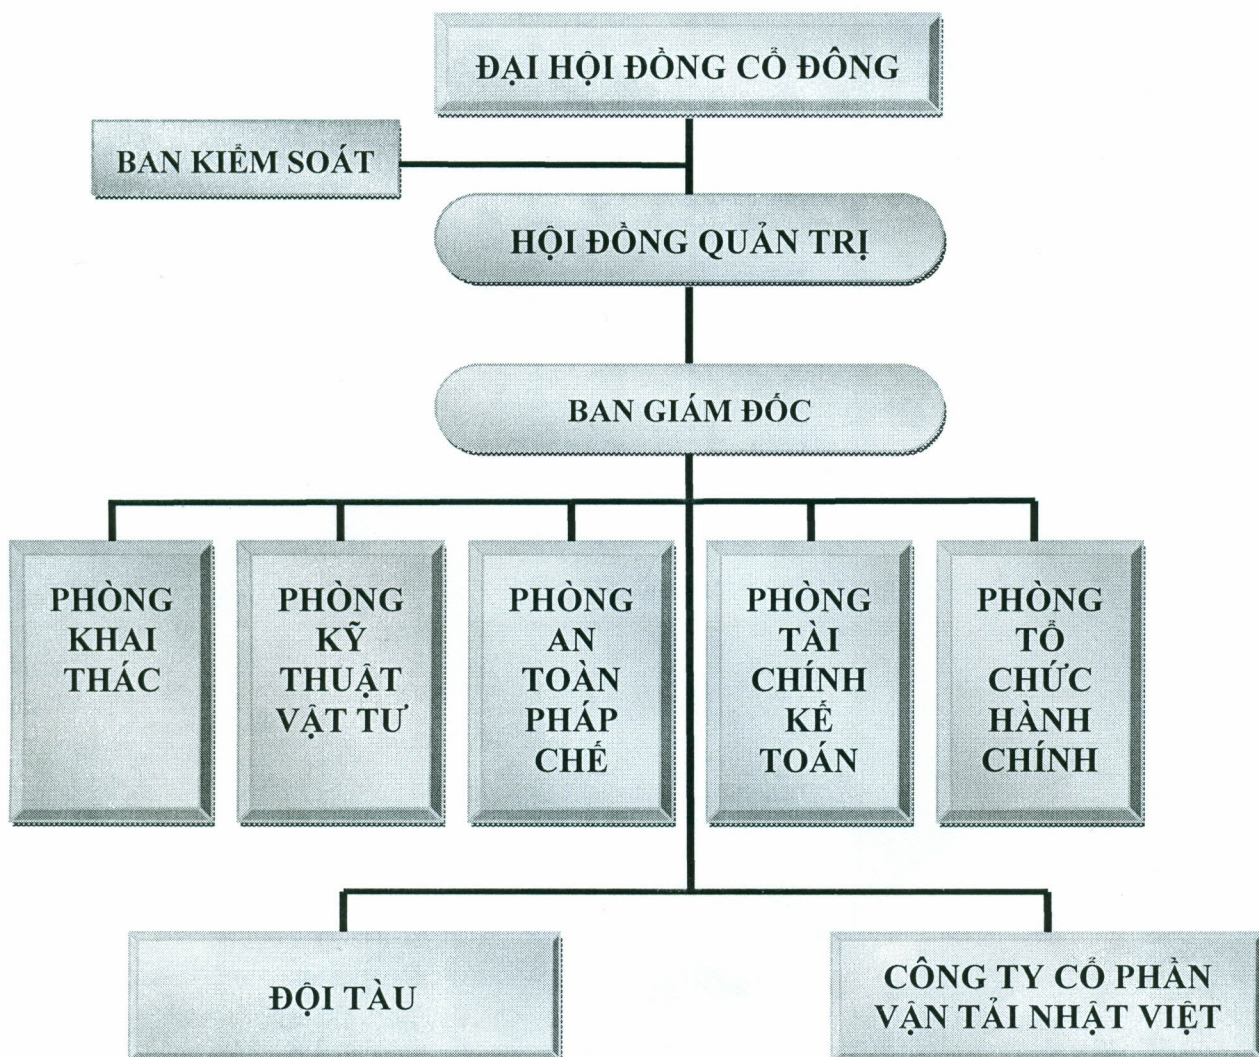 ĐẠI HỘI ĐỒNG CỔ ĐÔNG
BAN KIỂM SOÁT
HỘI ĐỒNG QUẢN TRỊ
BAN GIÁM ĐỐC
PHÒNG
KHAI
THÁC
PHÒNG
KỸ
THUẬT
VẬT TƯ
PHÒNG
AN
TOÀN
PHÁP
CHẾ
PHÒNG
TÀI
CHÍNH
KẾ
TOÁN
PHÒNG
TỔ
CHỨC
HÀNH
CHÍNH
ĐỘI TÀU
CÔNG TY CỔ PHẦN
VẬN TẢI NHẬT VIỆT